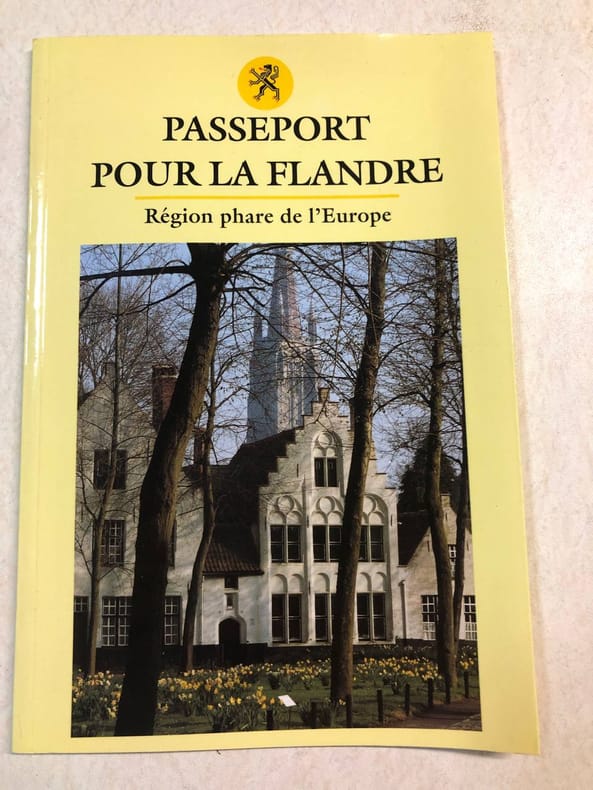 PASSEPORT
POUR LA FLANDRE
Région phare de l'Europe